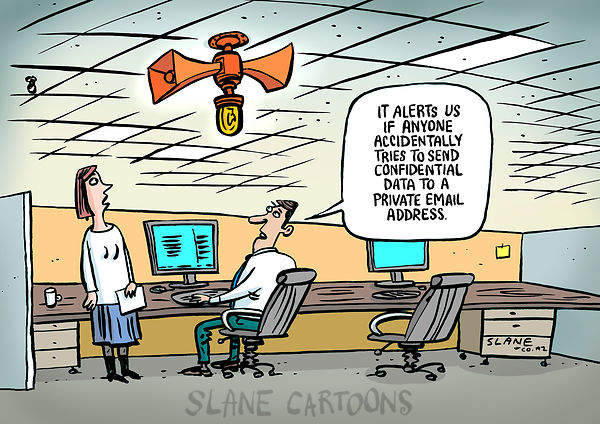 IT ALERTS US
IF ANYONE
ACCIDENTALLY
TRIES TO SEND
CONFIDENTIAL
DATA TO A
PRIVATE EMAIL
ADDRESS.
SLANE
.CO.NZ
SLANE CARTOONS